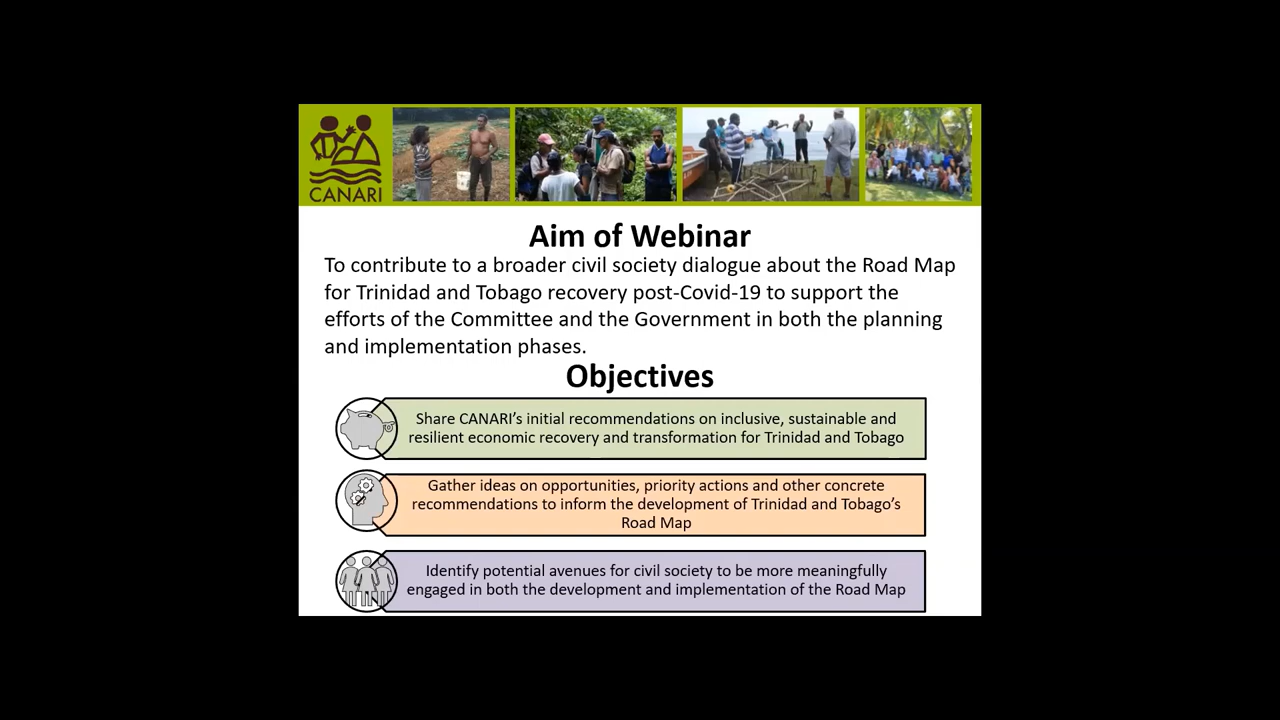 CANARI
Aim of Webinar
To contribute to a broader civil society dialogue about the Road Map
for Trinidad and Tobago recovery post-Covid-19 to support the
efforts of the Committee and the Government in both the planning
and implementation phases.
Objectives
Share CANARI’s initial recommendations on inclusive, sustainable and
resilient economic recovery and transformation for Trinidad and Tobago
Gather ideas on opportunities, priority actions and other concrete
recommendations to inform the development of Trinidad and Tobago’s
Road Map
Identify potential avenues for civil society to be more meaningfully
engaged in both the development and implementation of the Road Map